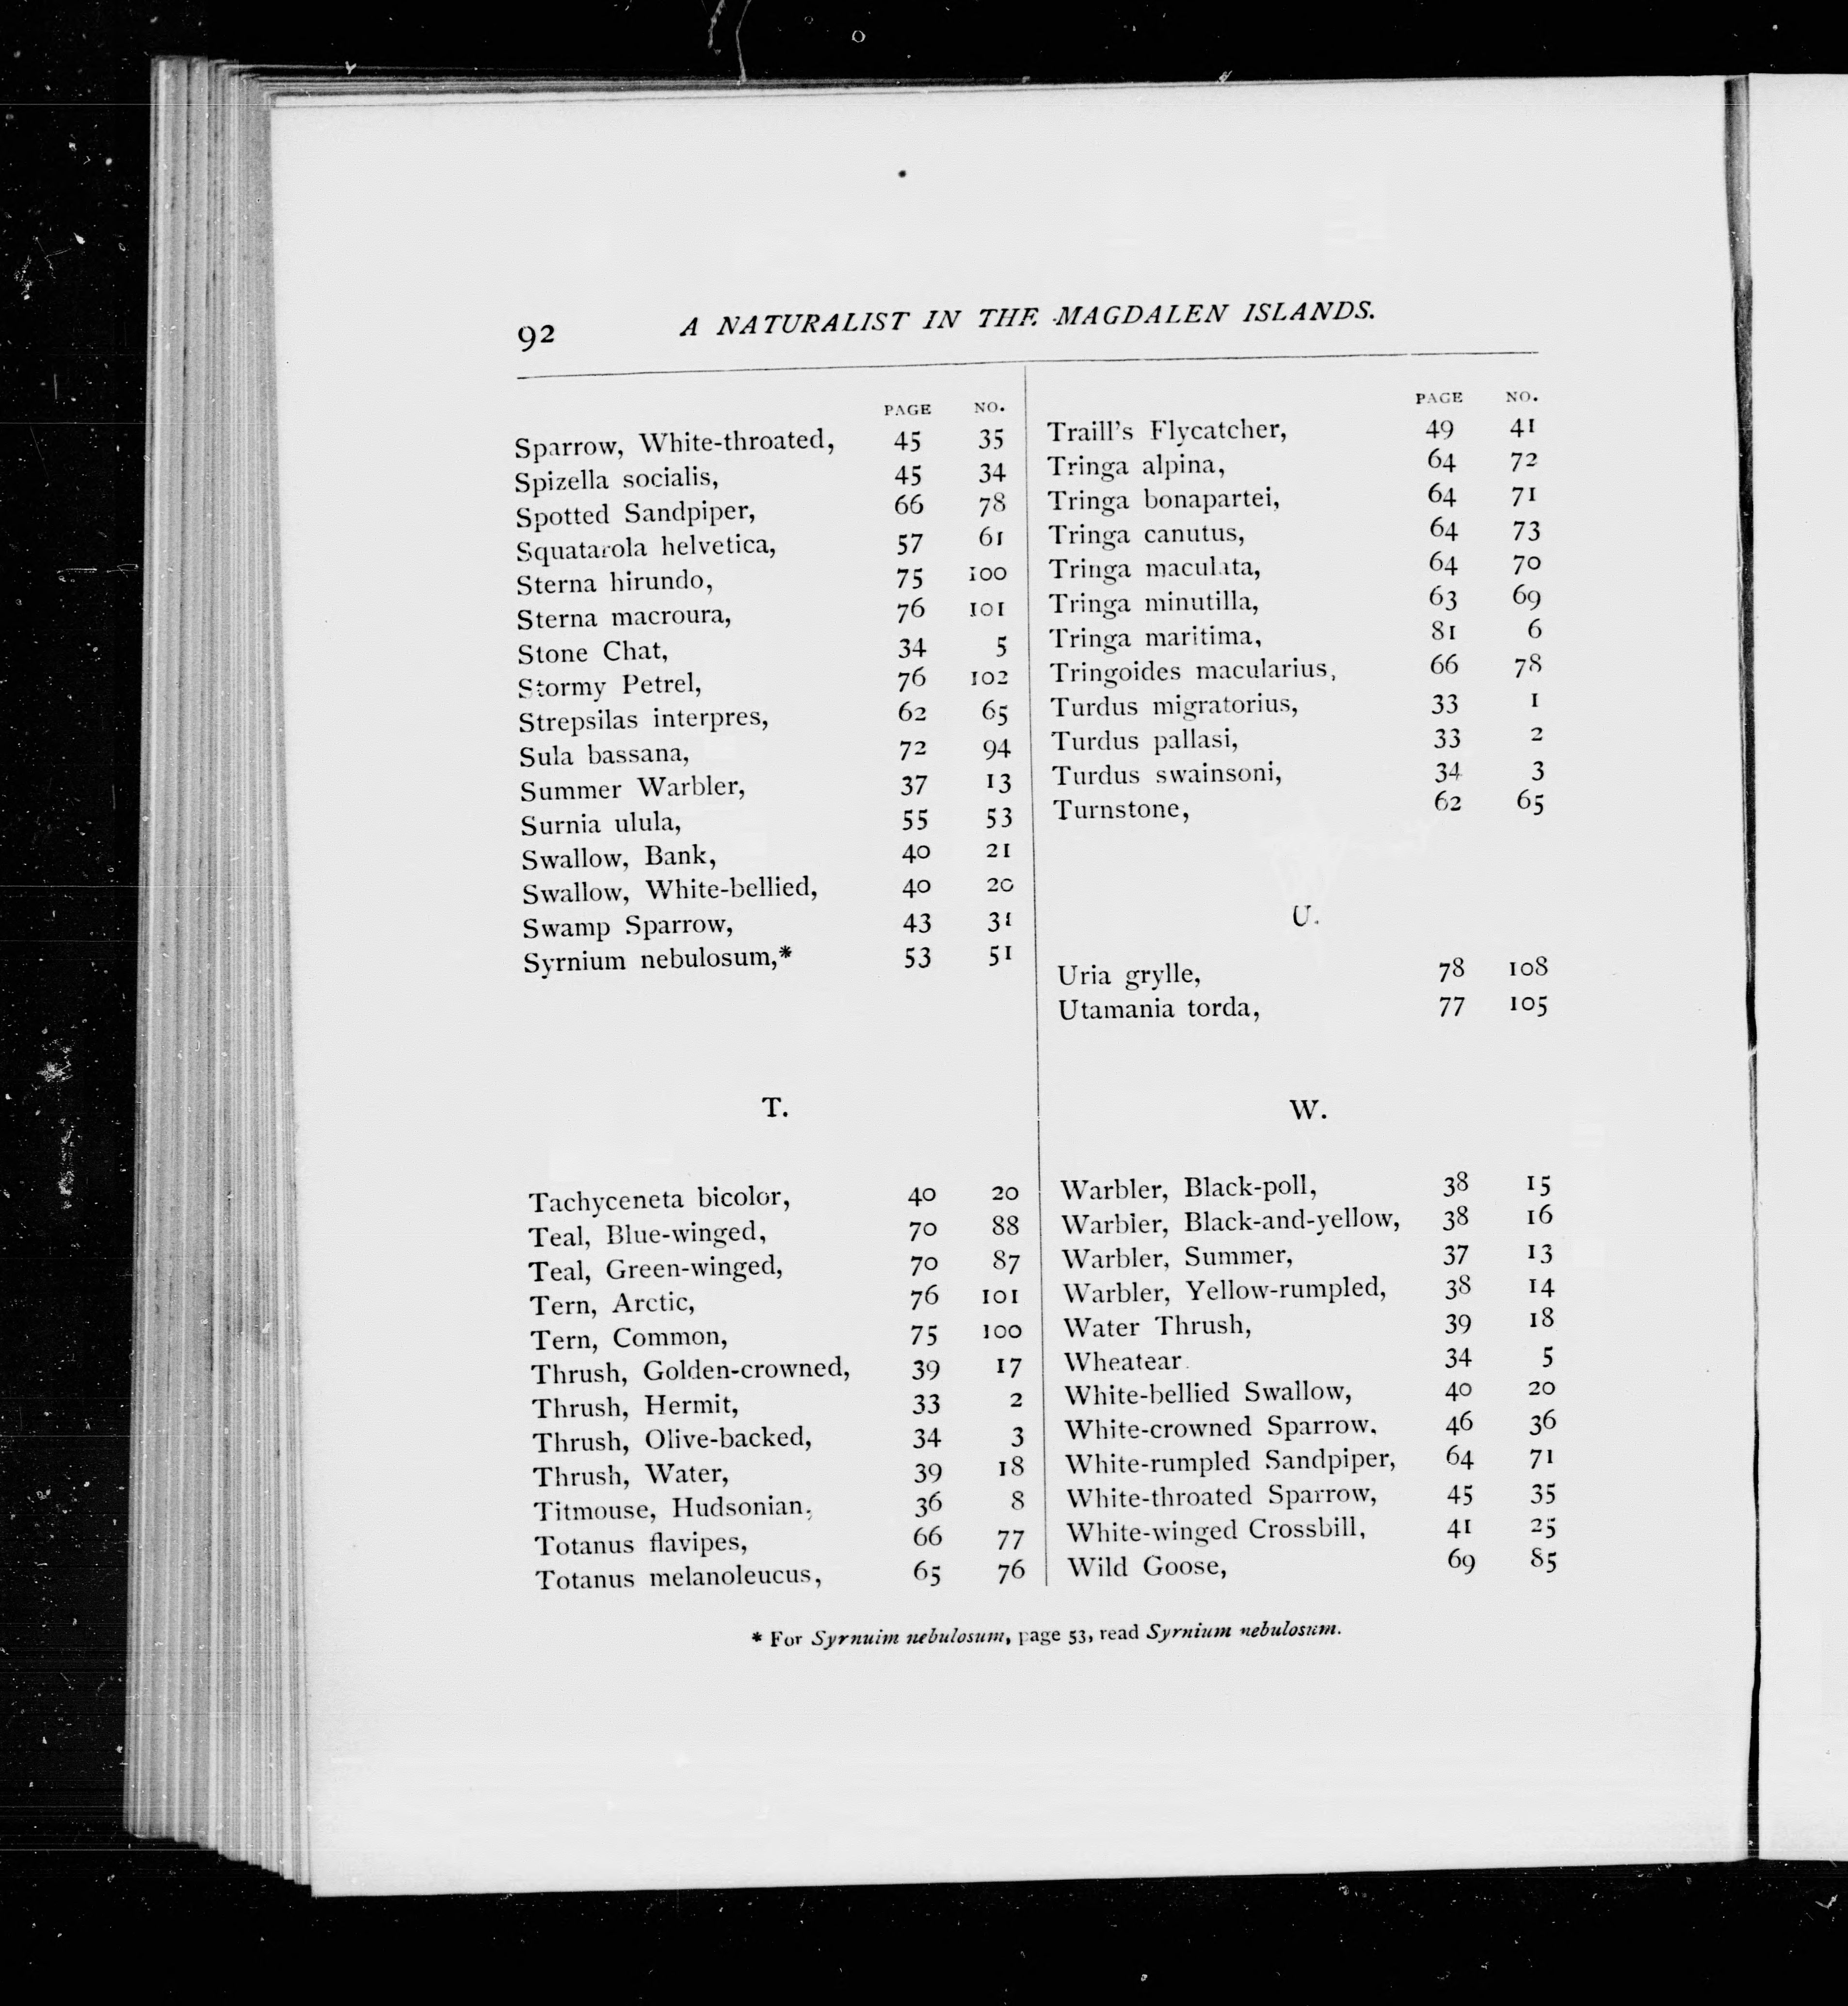 92 A NATURALIST IN THE MAGDALEN ISLANDS.
PAGE NO.
Sparrow, White-throated, 45 35
Spizella socialis, 45 34
Spotted Sandpiper, 66 78
Squatarola helvetica, 57 61
Sterna hirundo, 75 100
Sterna macroura, 76 101
Stone Chat, 34 5
Stormy Petrel, 76 102
Strepsilas interpres, 62 65
Sula bassana, 72 94
Summer Warbler, 37 13
Surnia ulula, 55 53
Swallow, Bank, 40 21
Swallow, White-bellied, 40 20
Swamp Sparrow, 43 31
Syrnium nebulosum,* 53 51
T.
Tachyceneta bicolor, 40 20
Teal, Blue-winged, 70 88
Teal, Green-winged, 70 87
Tern, Arctic, 76 101
Tern, Common, 75 100
Thrush, Golden-crowned, 39 17
Thrush, Hermit, 33 2
Thrush, Olive-backed, 34 3
Thrush, Water, 39 18
Titmouse, Hudsonian, 36 8
Totanus flavipes, 66 77
Totanus melanoleucus, 65 76
PAGE NO.
Traill's Flycatcher, 49 41
Tringa alpina, 64 72
Tringa bonapartei, 64 71
Tringa canutus, 64 73
Tringa maculata, 64 70
Tringa minutilla, 63 69
Tringa maritima, 81 6
Tringoides macularius, 66 78
Turdus migratorius, 33 1
Turdus pallasi, 33 2
Turdus swainsoni, 34 3
Turnstone, 62 65
U.
Uria grylle, 78 108
Utamania torda, 77 105
W.
Warbler, Black-poll, 38 15
Warbler, Black-and-yellow, 38 16
Warbler, Summer, 37 13
Warbler, Yellow-rumpled, 38 14
Water Thrush, 39 18
Wheatear 34 5
White-bellied Swallow, 40 20
White-crowned Sparrow. 46 36
White-rumpled Sandpiper, 64 71
White-throated Sparrow, 45 35
White-winged Crossbill, 41 25
Wild Goose, 69 85
* For Syrnuim nebulosum, page 53, read Syrnium nebulosum.